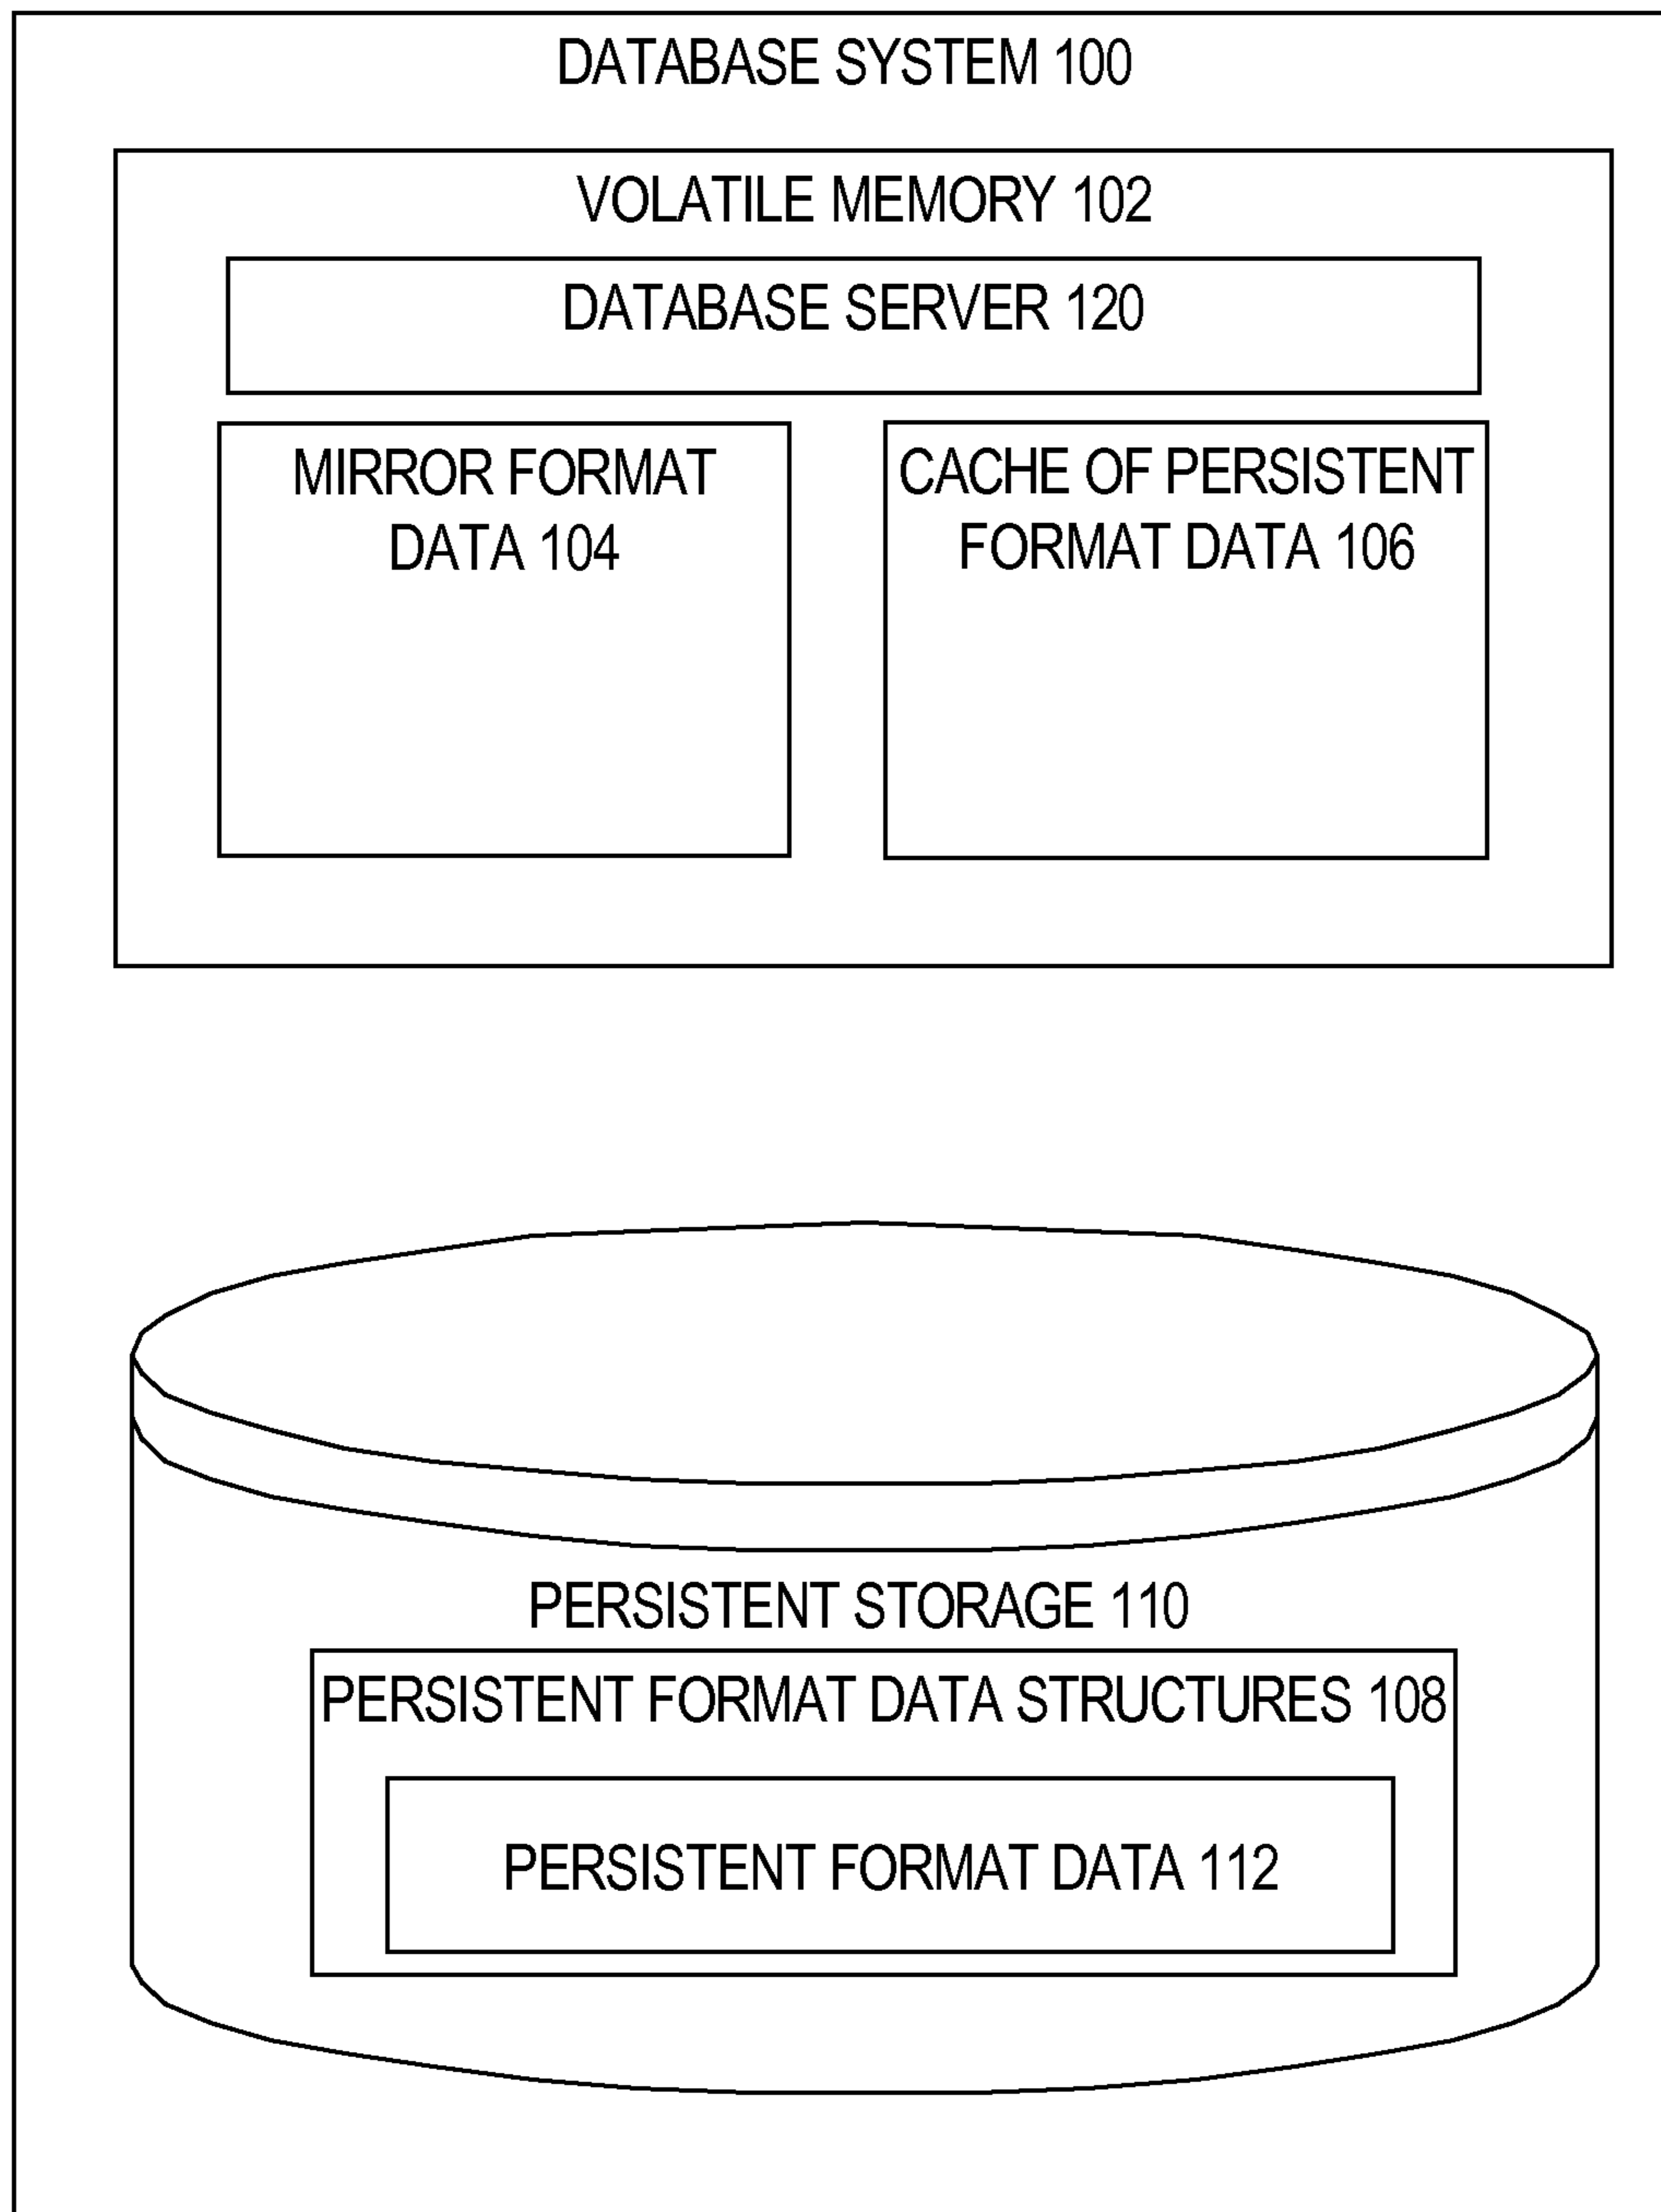 DATABASE SYSTEM 100
VOLATILE MEMORY 102
DATABASE SERVER 120
MIRROR FORMAT
DATA 104
CACHE OF PERSISTENT
FORMAT DATA 106
PERSISTENT STORAGE 110
PERSISTENT FORMAT DATA STRUCTURES 108
PERSISTENT FORMAT DATA 112